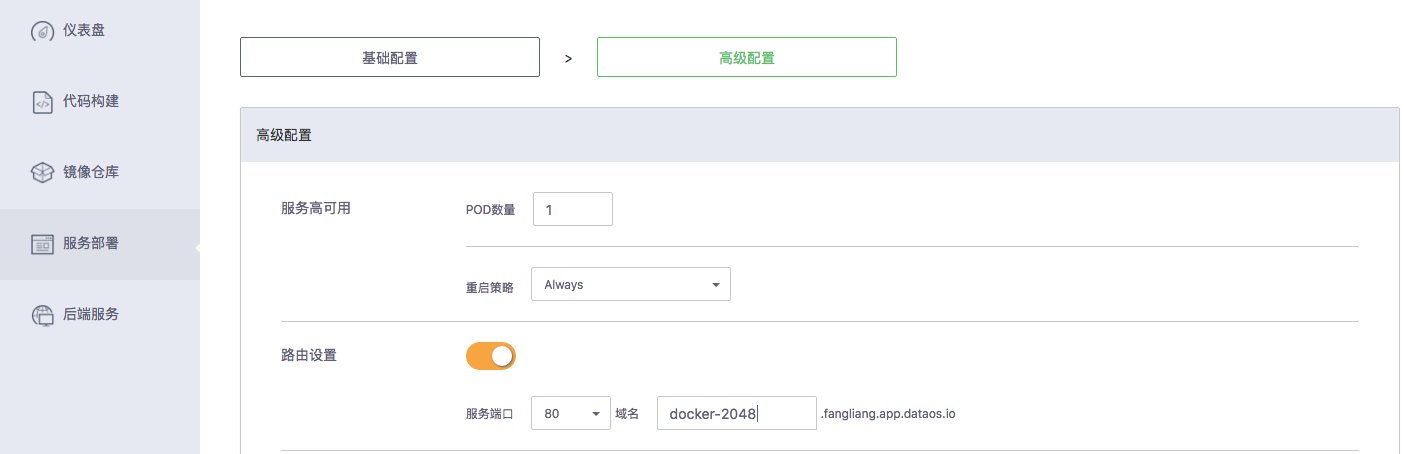 仪表盘
代码构建
镜像仓库
服务部署
后端服务
基础配置 > 高级配置
高级配置
服务高可用 POD数量 1
重启策略 Always
路由设置
服务端口 80 域名 docker-2048 .fangliang.app.dataos.io